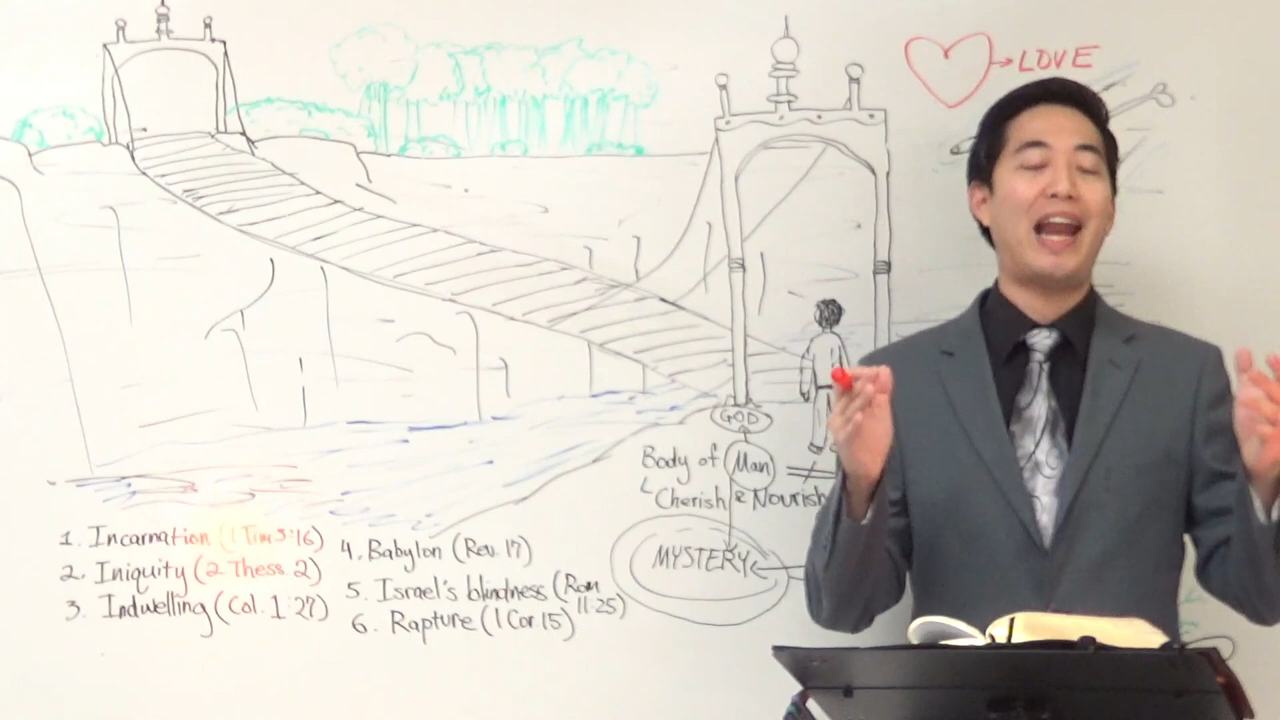 → LOVE
GOD
Body of Man
Cherish & Nourish
MYSTERY
1. Incarnation (1 Tim 3:16)
2. Iniquity (2 Thess. 2)
3. Indwelling (Col. 1:27)
4. Babylon (Rev. 17)
5. Israel's blindness (Rom 11:25)
6. Rapture (1 Cor. 15)